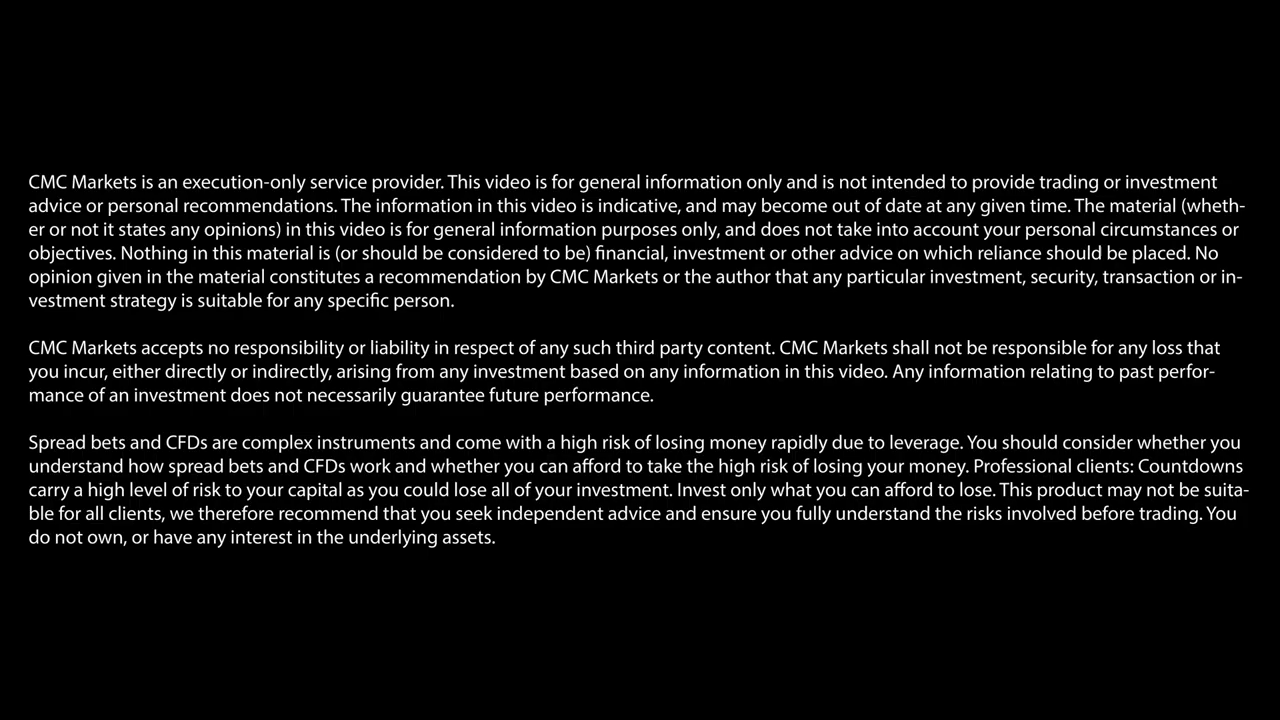 CMC Markets is an execution-only service provider. This video is for general information only and is not intended to provide trading or investment
advice or personal recommendations. The information in this video is indicative, and may become out of date at any given time. The material (wheth-
er or not it states any opinions) in this video is for general information purposes only, and does not take into account your personal circumstances or
objectives. Nothing in this material is (or should be considered to be) financial, investment or other advice on which reliance should be placed. No
opinion given in the material constitutes a recommendation by CMC Markets or the author that any particular investment, security, transaction or in-
vestment strategy is suitable for any specific person.
CMC Markets accepts no responsibility or liability in respect of any such third party content. CMC Markets shall not be responsible for any loss that
you incur, either directly or indirectly, arising from any investment based on any information in this video. Any information relating to past perfor-
mance of an investment does not necessarily guarantee future performance.
Spread bets and CFDs are complex instruments and come with a high risk of losing money rapidly due to leverage. You should consider whether you
understand how spread bets and CFDs work and whether you can afford to take the high risk of losing your money. Professional clients: Countdowns
carry a high level of risk to your capital as you could lose all of your investment. Invest only what you can afford to lose. This product may not be suita-
ble for all clients, we therefore recommend that you seek independent advice and ensure you fully understand the risks involved before trading. You
do not own, or have any interest in the underlying assets.